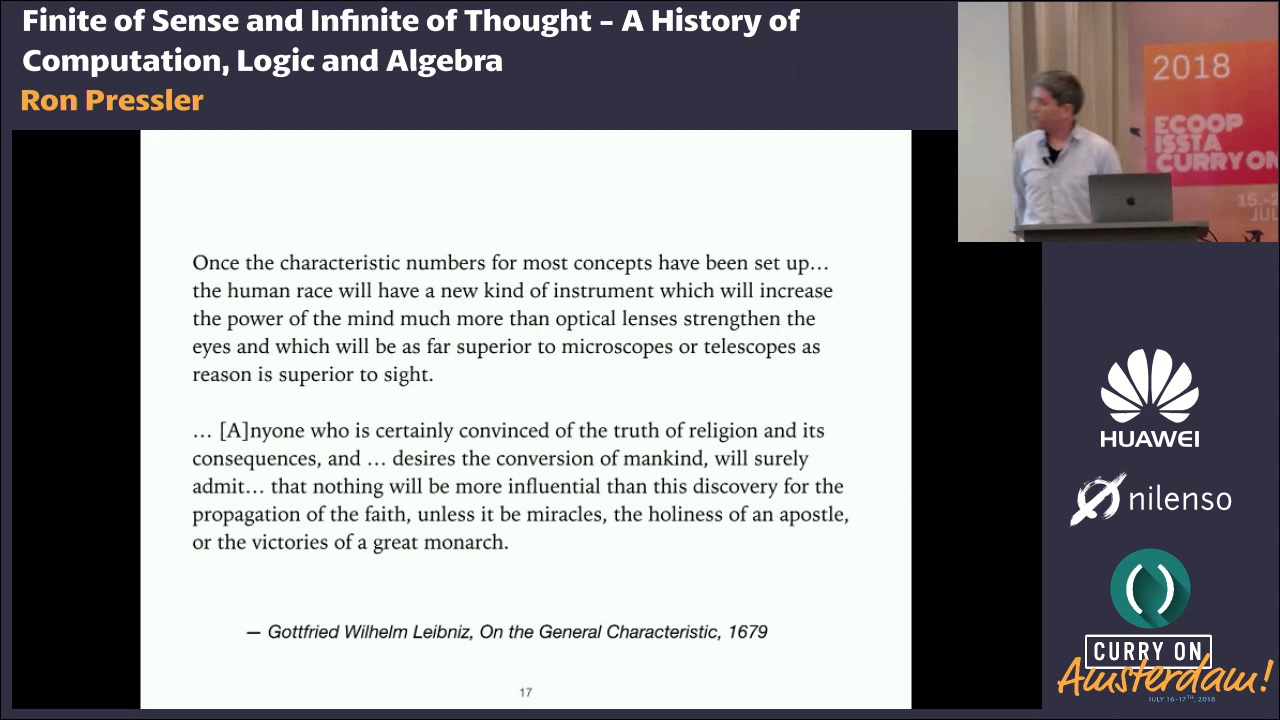 Finite of Sense and Infinite of Thought – A History of
Computation, Logic and Algebra
Ron Pressler
2018
ECOOP
ISSTA
CURRY ON
Once the characteristic numbers for most concepts have been set up…
the human race will have a new kind of instrument which will increase
the power of the mind much more than optical lenses strengthen the
eyes and which will be as far superior to microscopes or telescopes as
reason is superior to sight.
… [A]nyone who is certainly convinced of the truth of religion and its
consequences, and … desires the conversion of mankind, will surely
admit… that nothing will be more influential than this discovery for the
propagation of the faith, unless it be miracles, the holiness of an apostle,
or the victories of a great monarch.
— Gottfried Wilhelm Leibniz, On the General Characteristic, 1679
17
HUAWEI
nilenso
CURRY ON
Amsterdam!
JULY 16-17TH, 2018